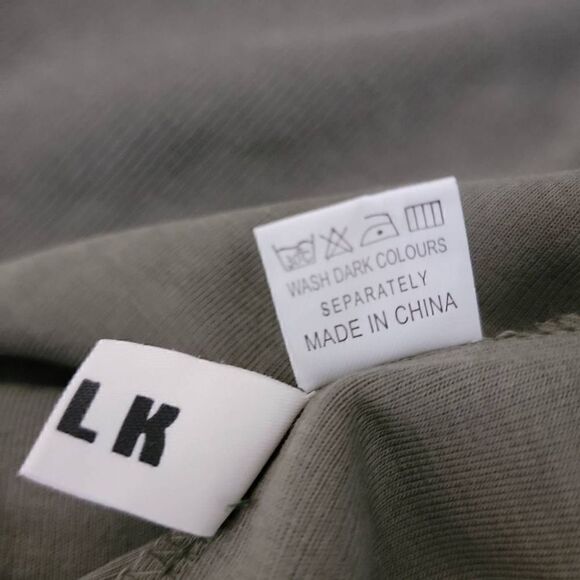 WASH DARK COLOURS
SEPARATELY
MADE IN CHINA
LK